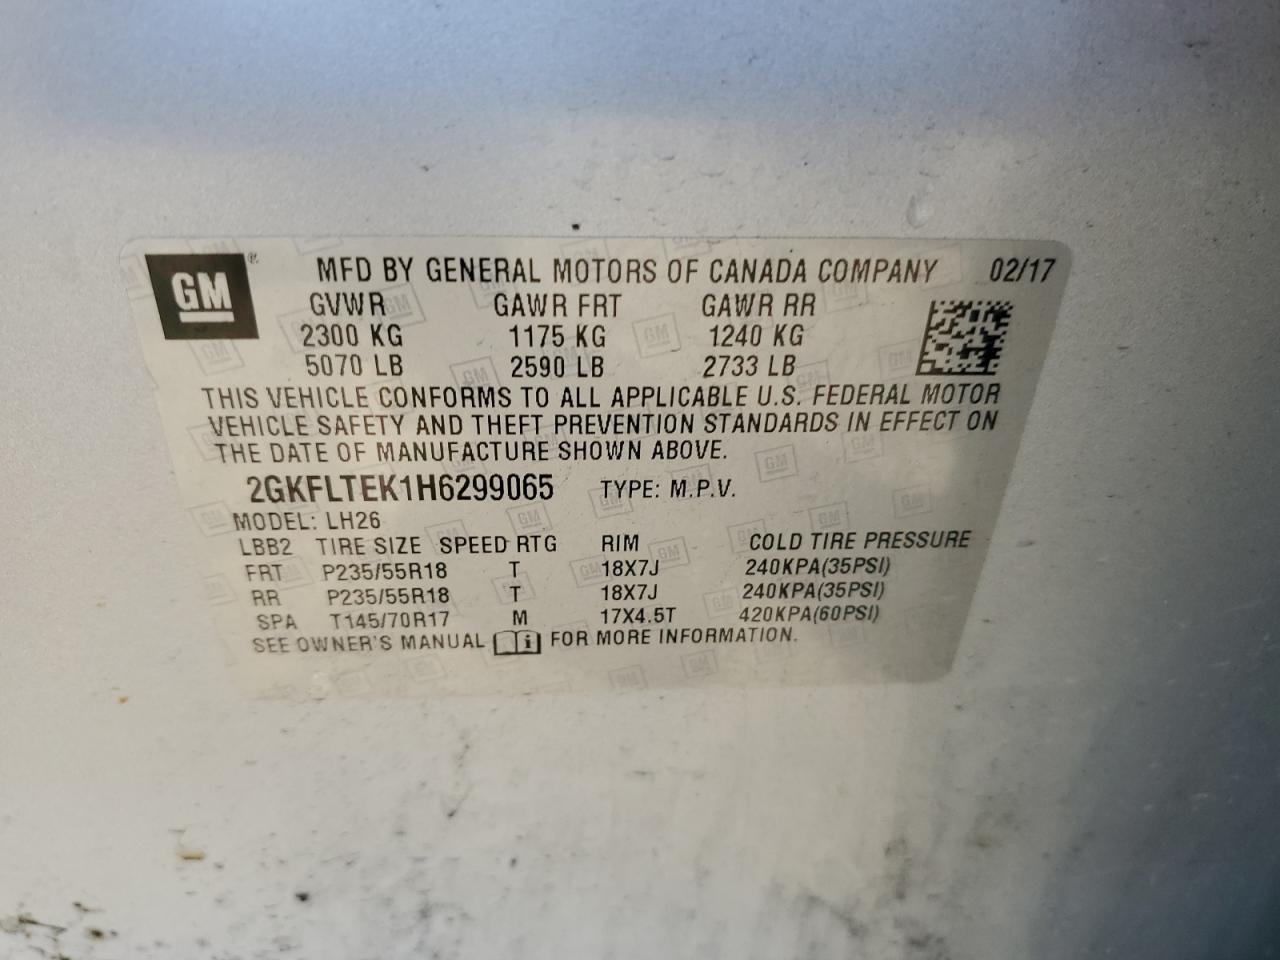 GM ® MFD BY GENERAL MOTORS OF CANADA COMPANY 02/17
GVWR GAWR FRT GAWR RR
2300 KG 1175 KG 1240 KG
5070 LB 2590 LB 2733 LB
THIS VEHICLE CONFORMS TO ALL APPLICABLE U.S. FEDERAL MOTOR
VEHICLE SAFETY AND THEFT PREVENTION STANDARDS IN EFFECT ON
THE DATE OF MANUFACTURE SHOWN ABOVE.
2GKFLTEK1H6299065 TYPE: M.P.V.
MODEL: LH26
LBB2 TIRE SIZE SPEED RTG RIM COLD TIRE PRESSURE
FRT P235/55R18 T 18X7J 240KPA(35PSI)
RR P235/55R18 T 18X7J 240KPA(35PSI)
SPA T145/70R17 M 17X4.5T 420KPA(60PSI)
SEE OWNER'S MANUAL i FOR MORE INFORMATION.